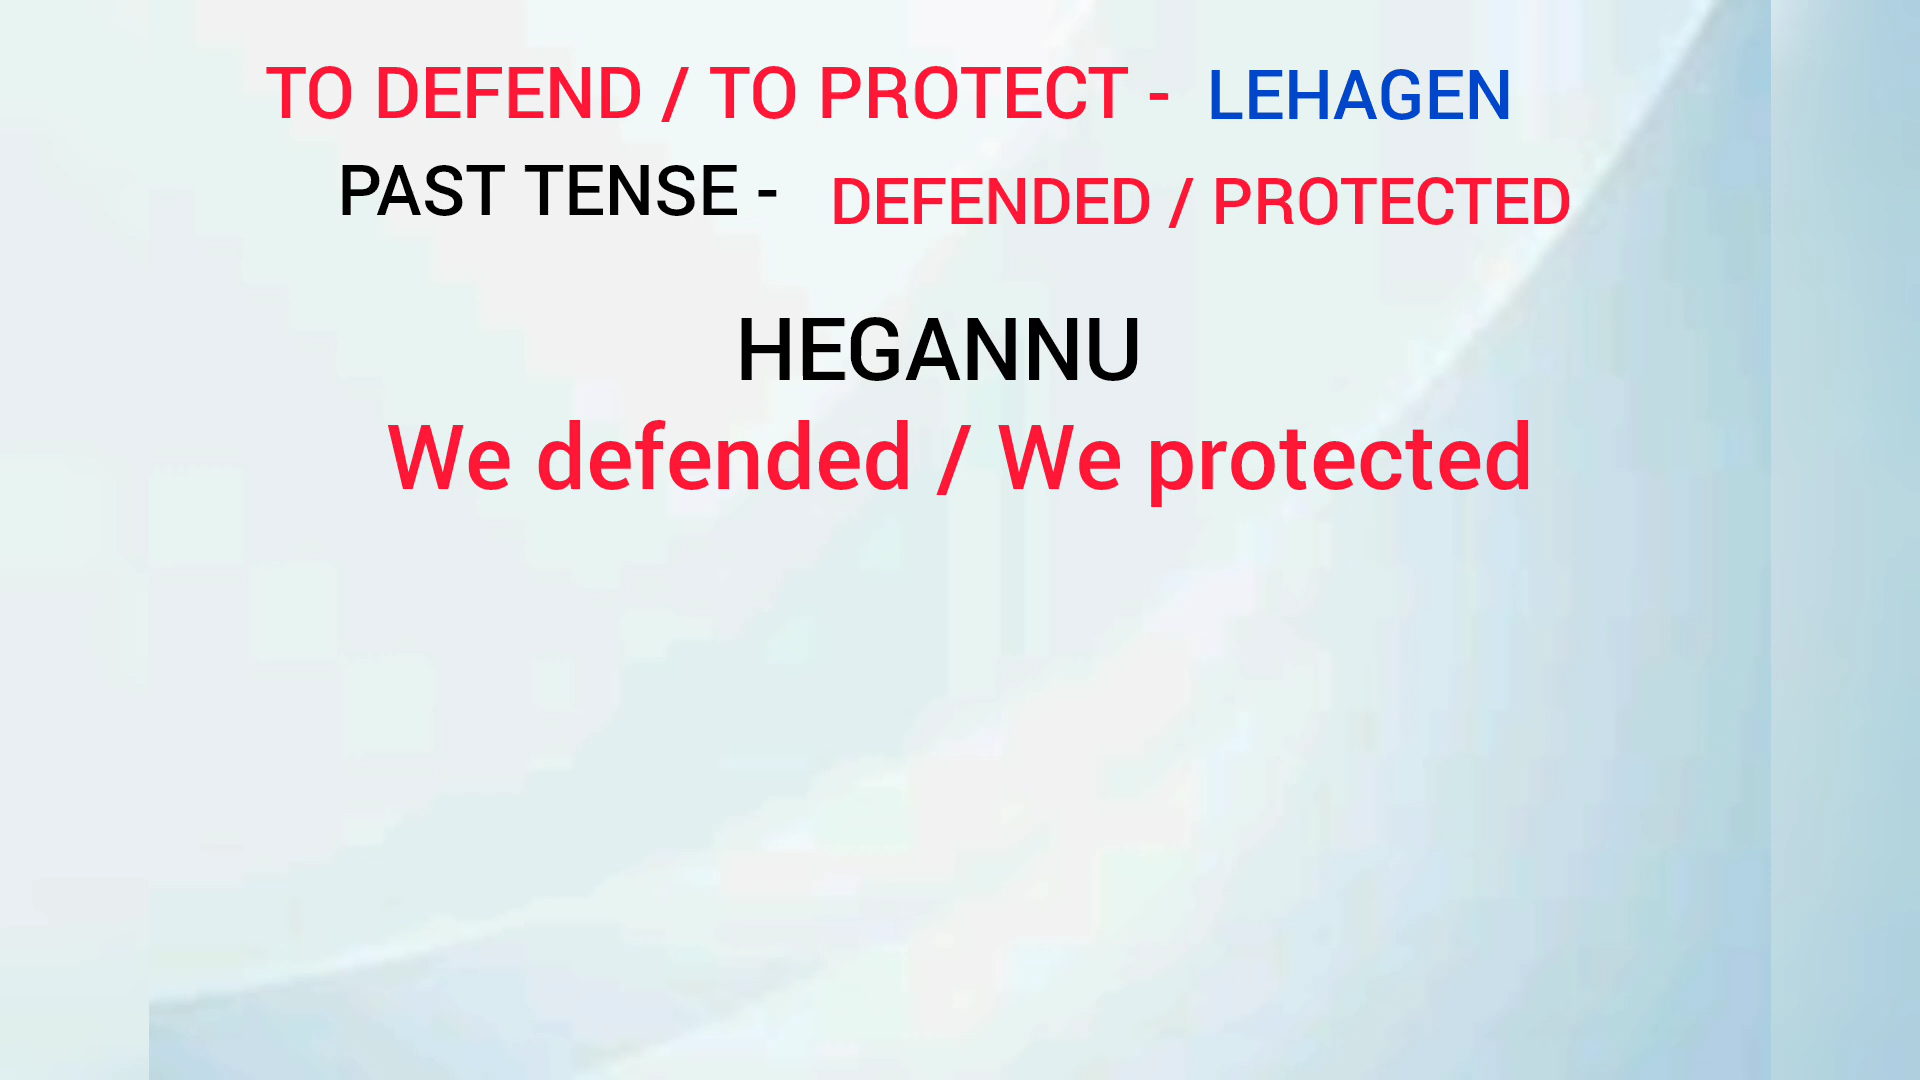 TO DEFEND / TO PROTECT - LEHAGEN
PAST TENSE - DEFENDED / PROTECTED
HEGANNU
We defended / We protected